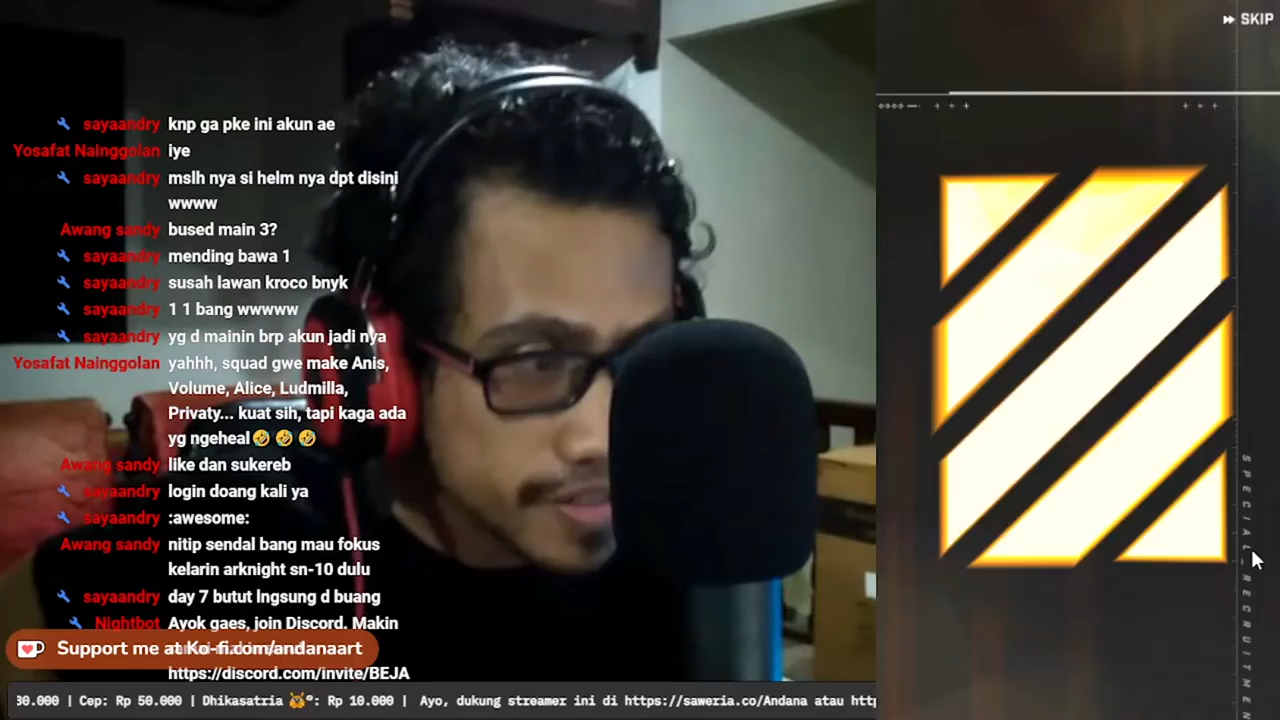 SKIP
sayaandry knp ga pke ini akun ae
Yosafat Nainggolan iye
sayaandry mslh nya si helm nya dpt disini
wwww
Awang sandy bused main 3?
sayaandry mending bawa 1
sayaandry susah lawan kroco bnyk
sayaandry 1 1 bang wwwww
sayaandry yg d mainin brp akun jadi nya
Yosafat Nainggolan yahhh, squad gwe make Anis,
Volume, Alice, Ludmilla,
Privaty... kuat sih, tapi kaga ada
yg ngeheal🤣🤣🤣
Awang sandy like dan sukereb
sayaandry login doang kali ya
sayaandry :awesome:
Awang sandy nitip sendal bang mau fokus
kelarin arknight sn-10 dulu
sayaandry day 7 butut lngsung d buang
Nightbot Ayok gaes, join Discord. Makin
Support me at Ko-fi.com/andanaart
https://discord.com/invite/BEJA
30.000 | Cep: Rp 50.000 | Dhikasatria : Rp 10.000 | Ayo, dukung streamer ini di https://saweria.co/Andana atau http
SPECIAL_RECRUITMEN